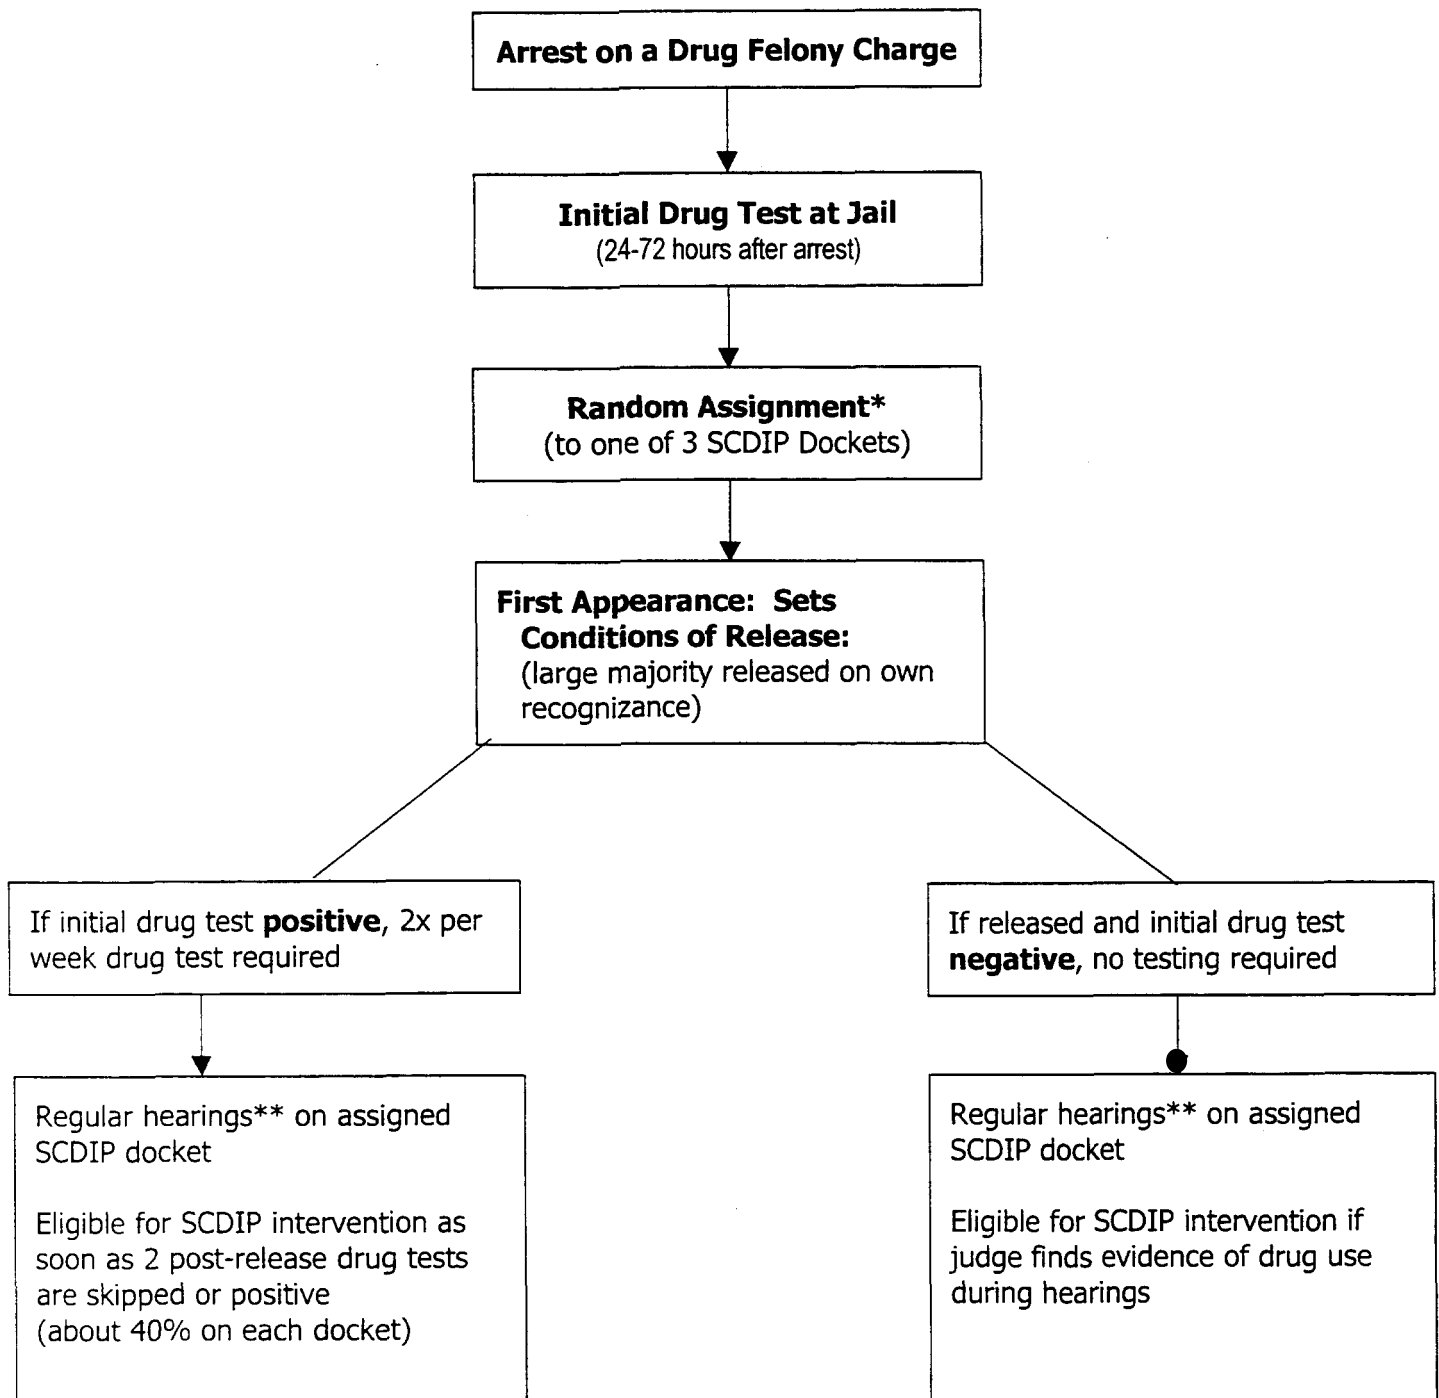 Arrest on a Drug Felony Charge
Initial Drug Test at Jail
(24-72 hours after arrest)
Random Assignment*
(to one of 3 SCDIP Dockets)
First Appearance: Sets
Conditions of Release:
(large majority released on own
recognizance)
If initial drug test positive, 2x per
week drug test required
Regular hearings** on assigned
SCDIP docket
Eligible for SCDIP intervention as
soon as 2 post-release drug tests
are skipped or positive
(about 40% on each docket)
If released and initial drug test
negative, no testing required
Regular hearings** on assigned
SCDIP docket
Eligible for SCDIP intervention if
judge finds evidence of drug use
during hearings